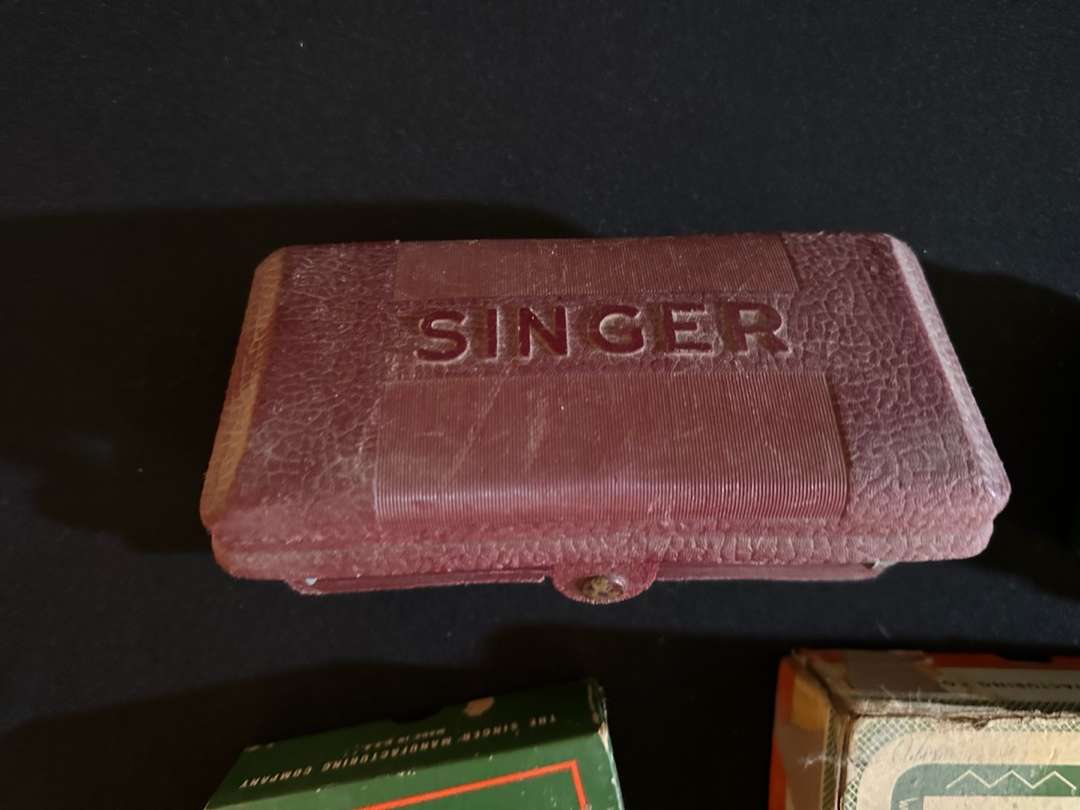 SINGER
THE SINGER MANUFACTURING COMPANY
MADE IN U.S.A.